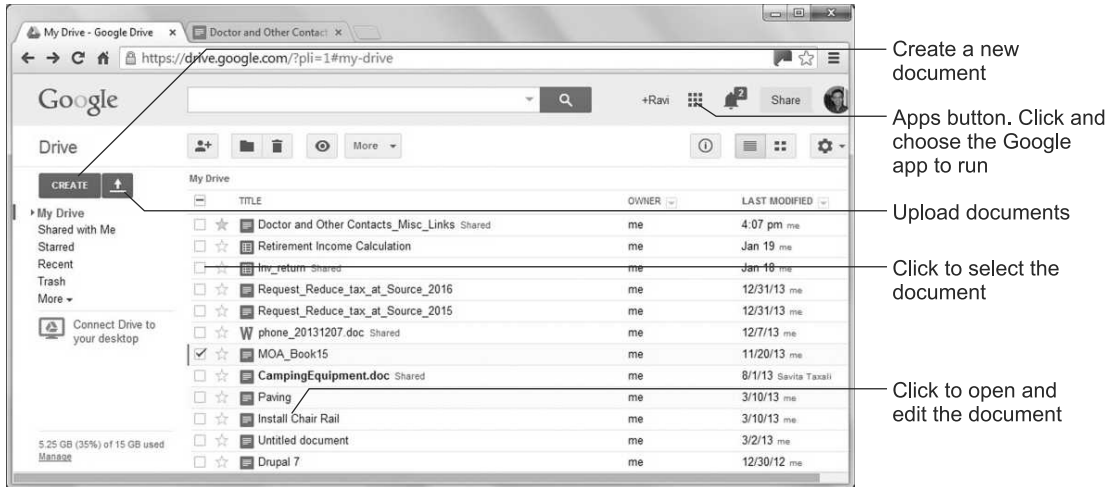 My Drive - Google Drive
Doctor and Other Contact
https://drive.google.com/?pli=1#my-drive
Google
+Ravi
2
Share
Drive
More
CREATE
My Drive
Shared with Me
Starred
Recent
Trash
More
Connect Drive to
your desktop
5.25 GB (35%) of 15 GB used
Manage
My Drive
TITLE OWNER LAST MODIFIED
Doctor and Other Contacts_Misc_Links Shared me 4:07 pm me
Retirement Income Calculation me Jan 19 me
Inv_return Shared me Jan 18 me
Request_Reduce_tax_at_Source_2016 me 12/31/13 me
Request_Reduce_tax_at_Source_2015 me 12/31/13 me
W phone_20131207.doc Shared me 12/7/13 me
MOA_Book15 me 11/20/13 me
CampingEquipment.doc Shared me 8/1/13 Savita Taxali
Paving me 3/10/13 me
Install Chair Rail me 3/10/13 me
Untitled document me 3/2/13 me
Drupal 7 me 12/30/12 me
Create a new
document
Apps button. Click and
choose the Google
app to run
Upload documents
Click to select the
document
Click to open and
edit the document